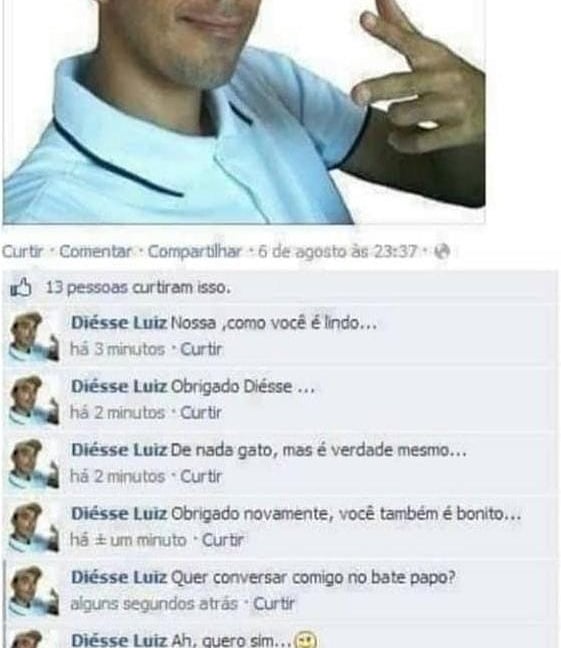 Curtir · Comentar · Compartilhar · 6 de agosto às 23:37 ·
13 pessoas curtiram isso.
Diésse Luiz Nossa ,como você é lindo...
há 3 minutos · Curtir
Diésse Luiz Obrigado Diésse ...
há 2 minutos · Curtir
Diésse Luiz De nada gato, mas é verdade mesmo...
há 2 minutos · Curtir
Diésse Luiz Obrigado novamente, você também é bonito...
há ± um minuto · Curtir
Diésse Luiz Quer conversar comigo no bate papo?
alguns segundos atrás · Curtir
Diésse Luiz Ah, quero sim...